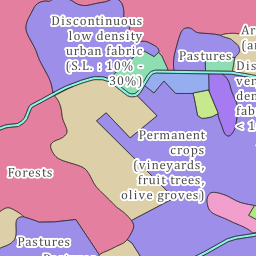 Discontinuous
low density
urban fabric
(S.L. : 10% -
30%)
Pastures
Permanent
crops
(vineyards,
fruit trees,
olive groves)
Forests
Pastures